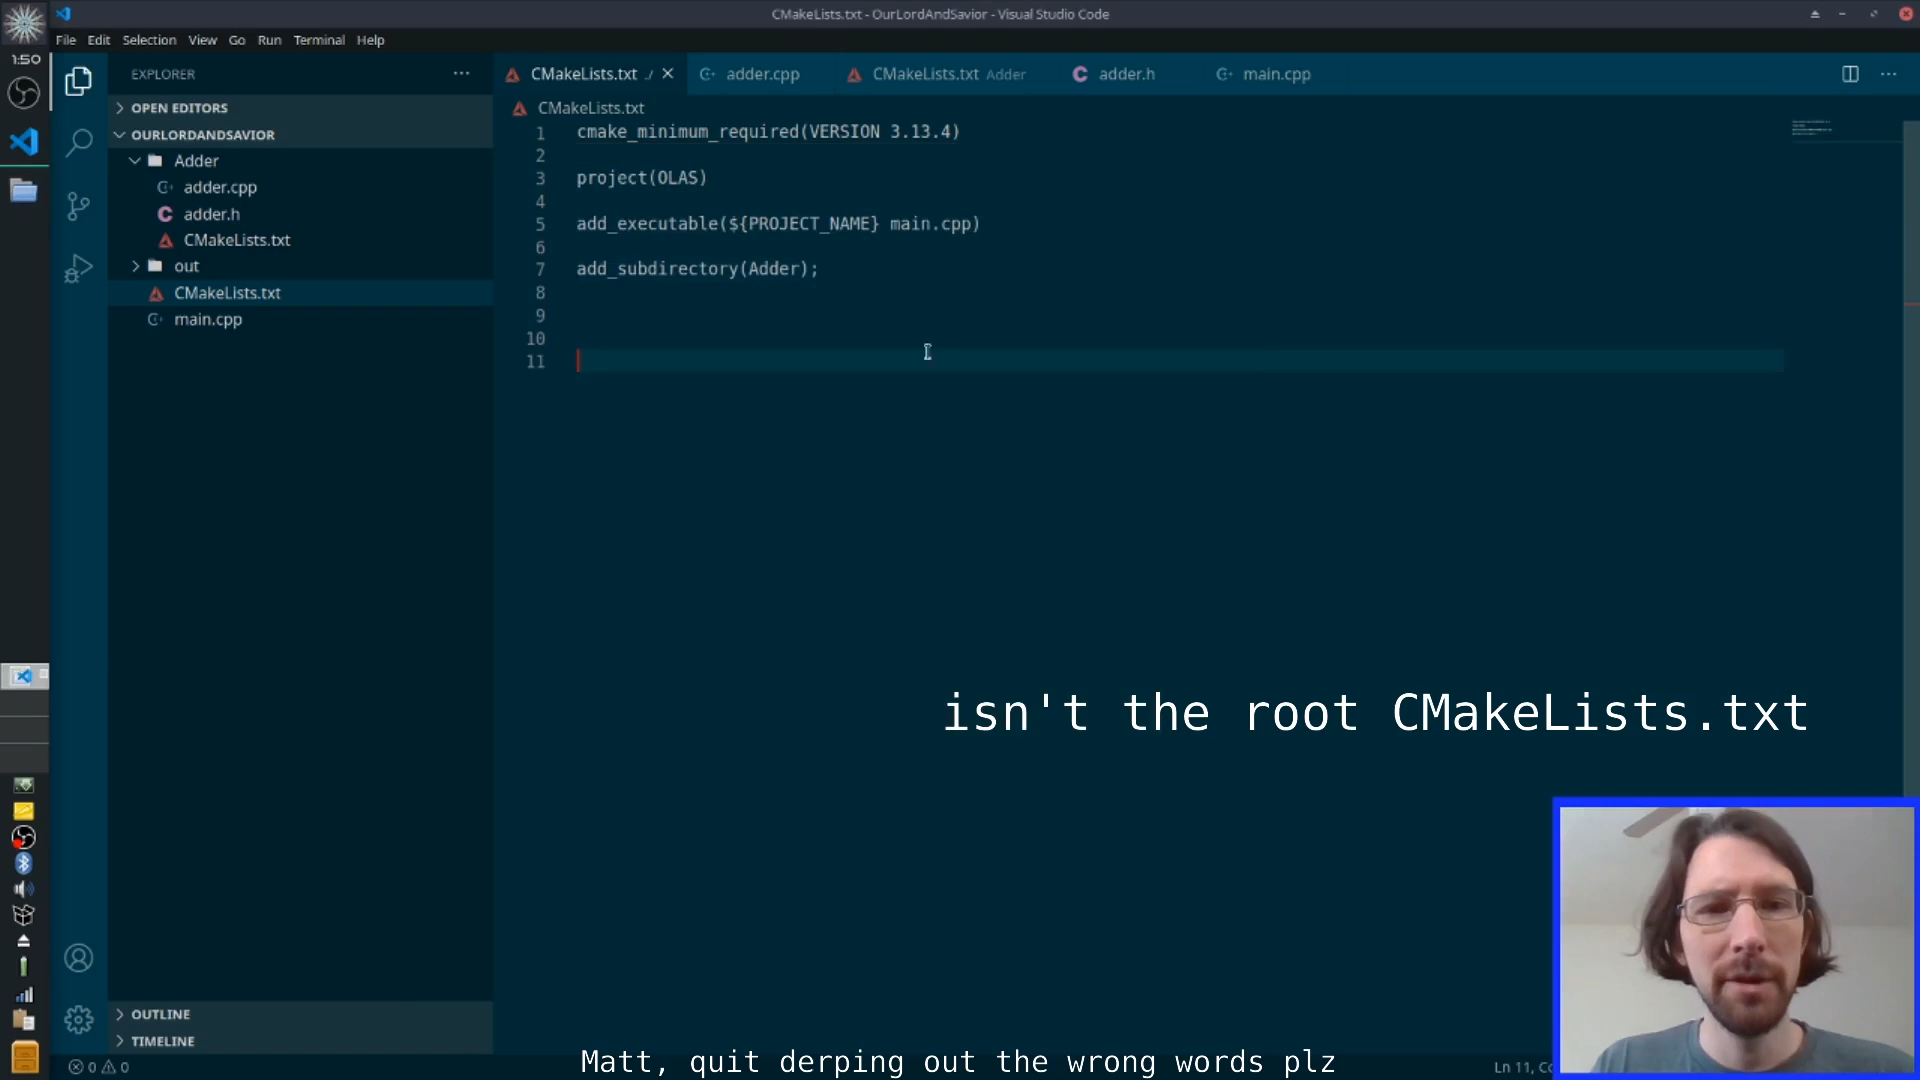 CMakeLists.txt - OurLordAndSavior - Visual Studio Code
File Edit Selection View Go Run Terminal Help
1:50
EXPLORER
OPEN EDITORS
OURLORDANDSAVIOR
Adder
adder.cpp
adder.h
CMakeLists.txt
out
CMakeLists.txt
main.cpp
CMakeLists.txt ./
adder.cpp
CMakeLists.txt Adder
adder.h
main.cpp
CMakeLists.txt
1 cmake_minimum_required(VERSION 3.13.4)
2
3 project(OLAS)
4
5 add_executable(${PROJECT_NAME} main.cpp)
6
7 add_subdirectory(Adder);
8
9
10
11
isn't the root CMakeLists.txt
OUTLINE
TIMELINE
0 0
Matt, quit derping out the wrong words plz
Ln 11,